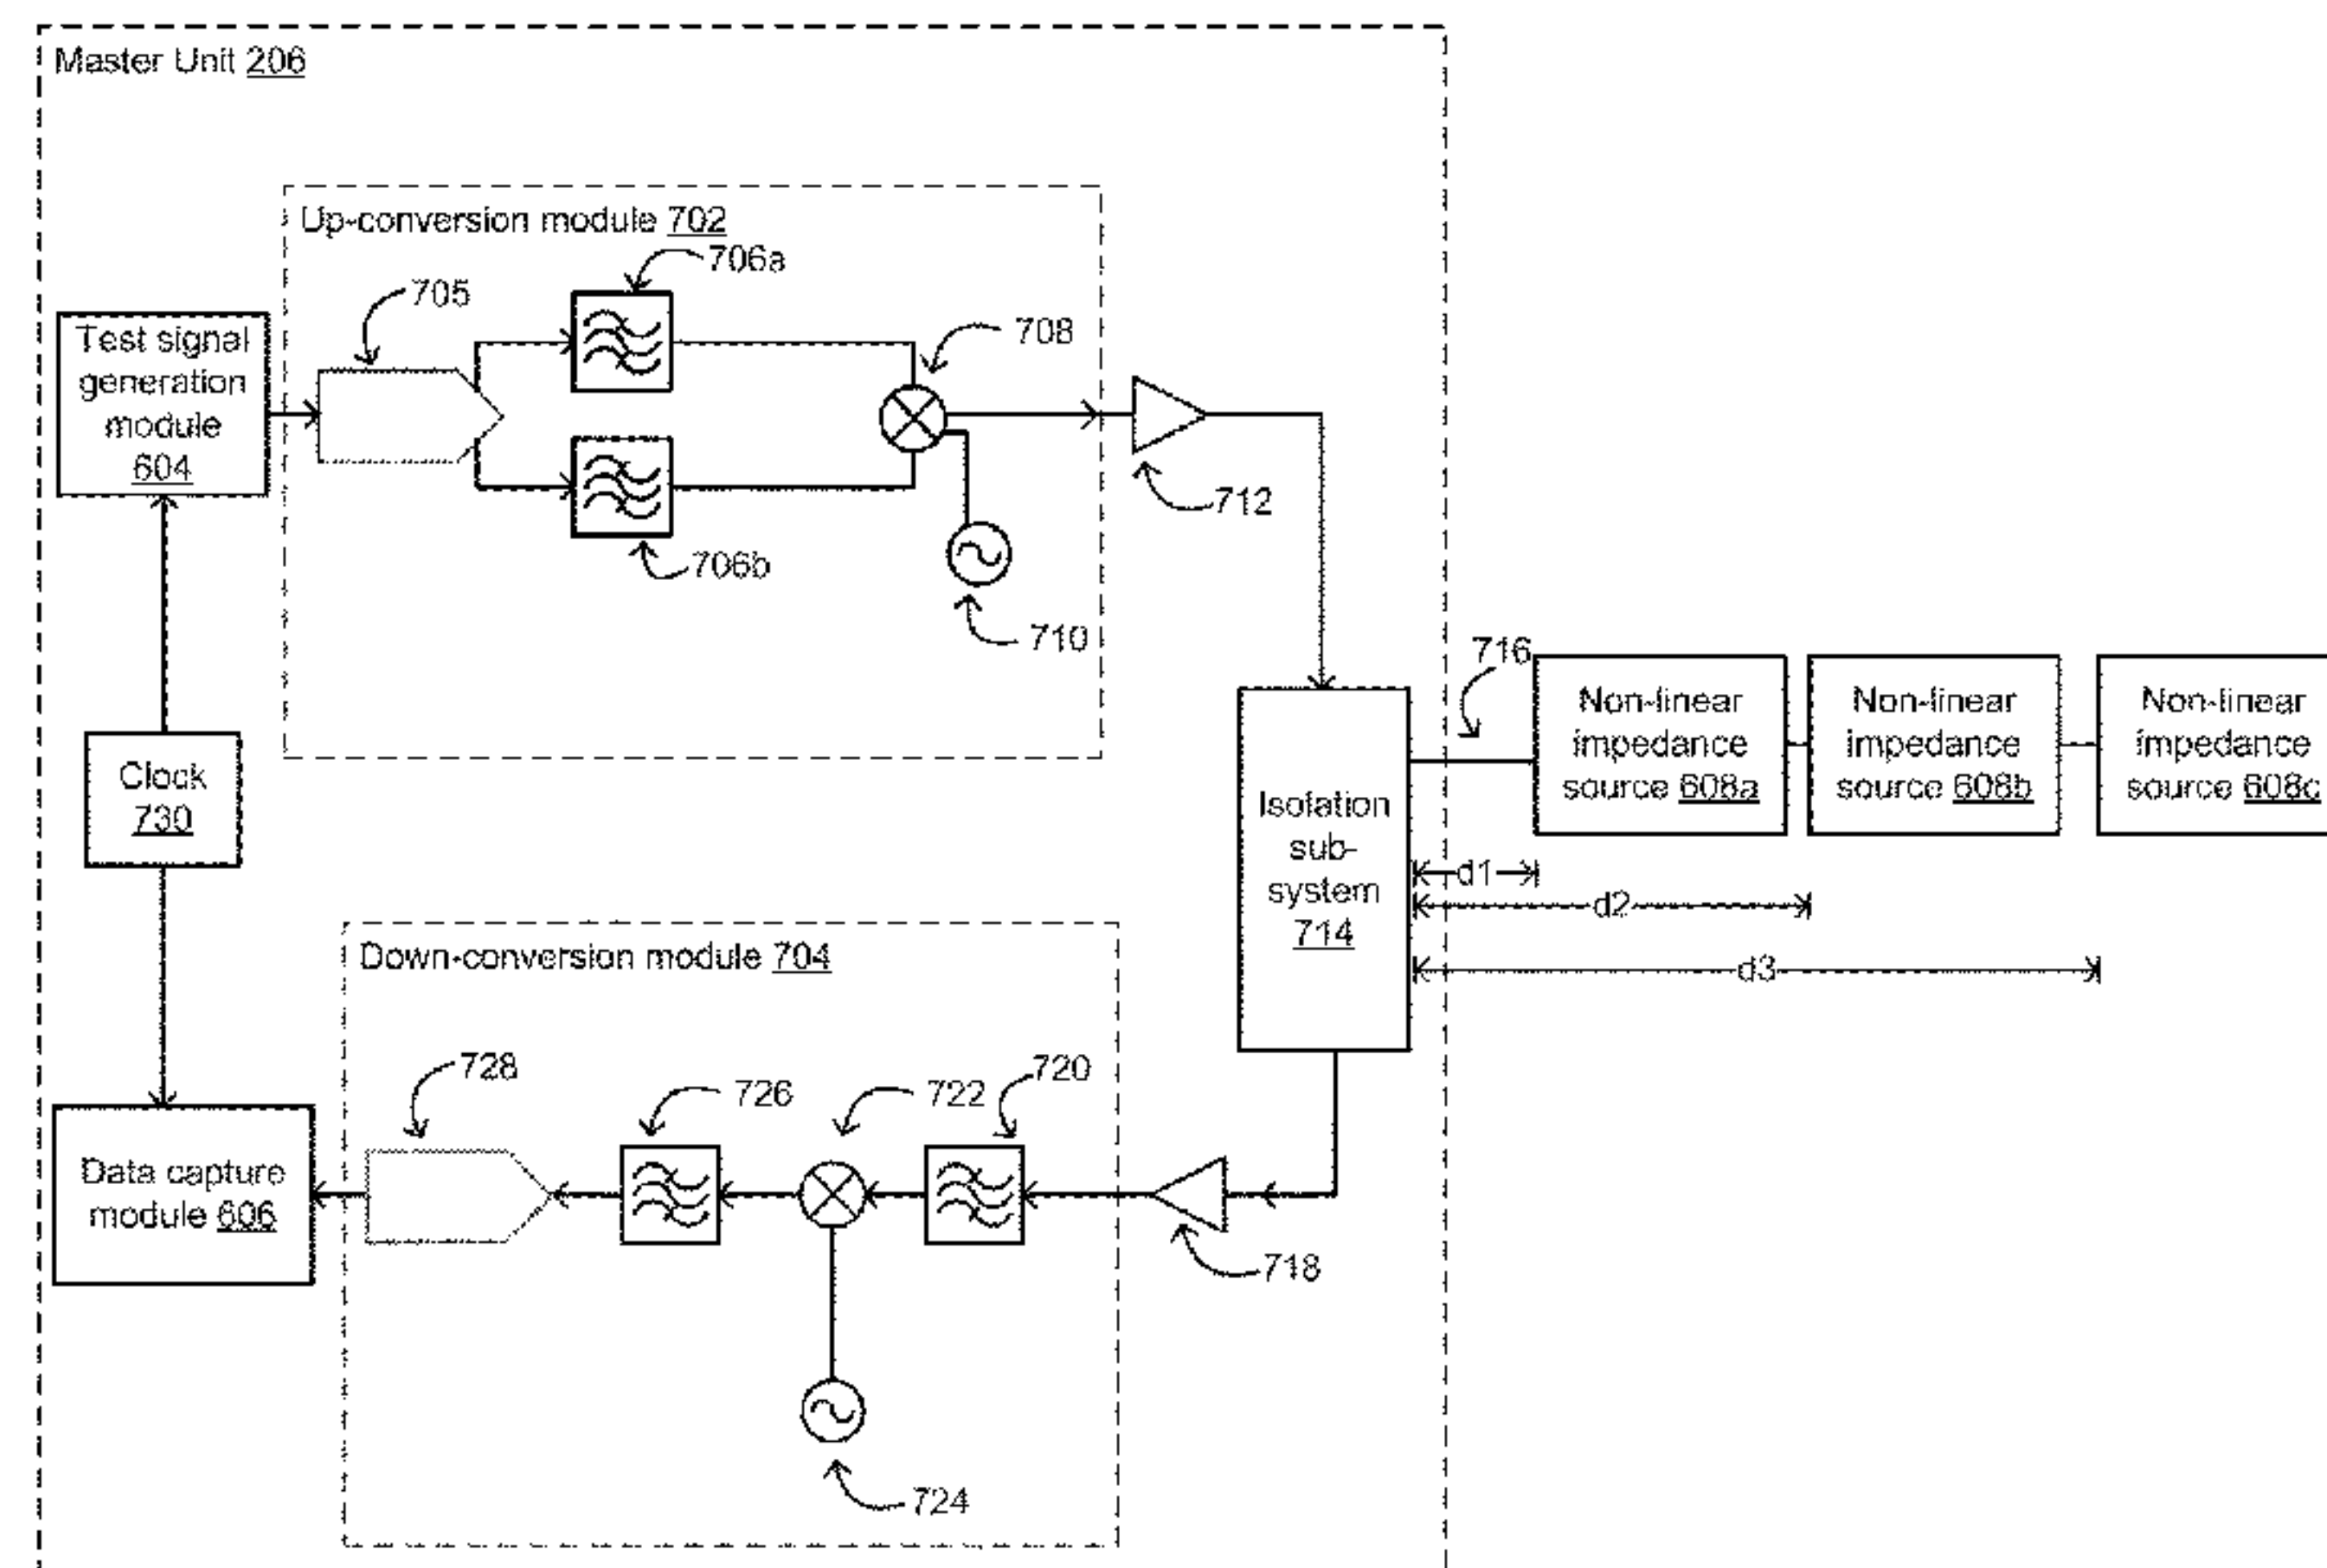 Master Unit 206
Up-conversion module 702
706a
705
708
Test signal
generation
module
604
712
706b
710
716
Non-linear
impedance
source 608a
Non-linear
impedance
source 608b
Non-linear
impedance
source 608c
Clock
730
Isolation
sub-
system
714
d1
d2
d3
Down-conversion module 704
728
726
722
720
Data capture
module 606
718
724